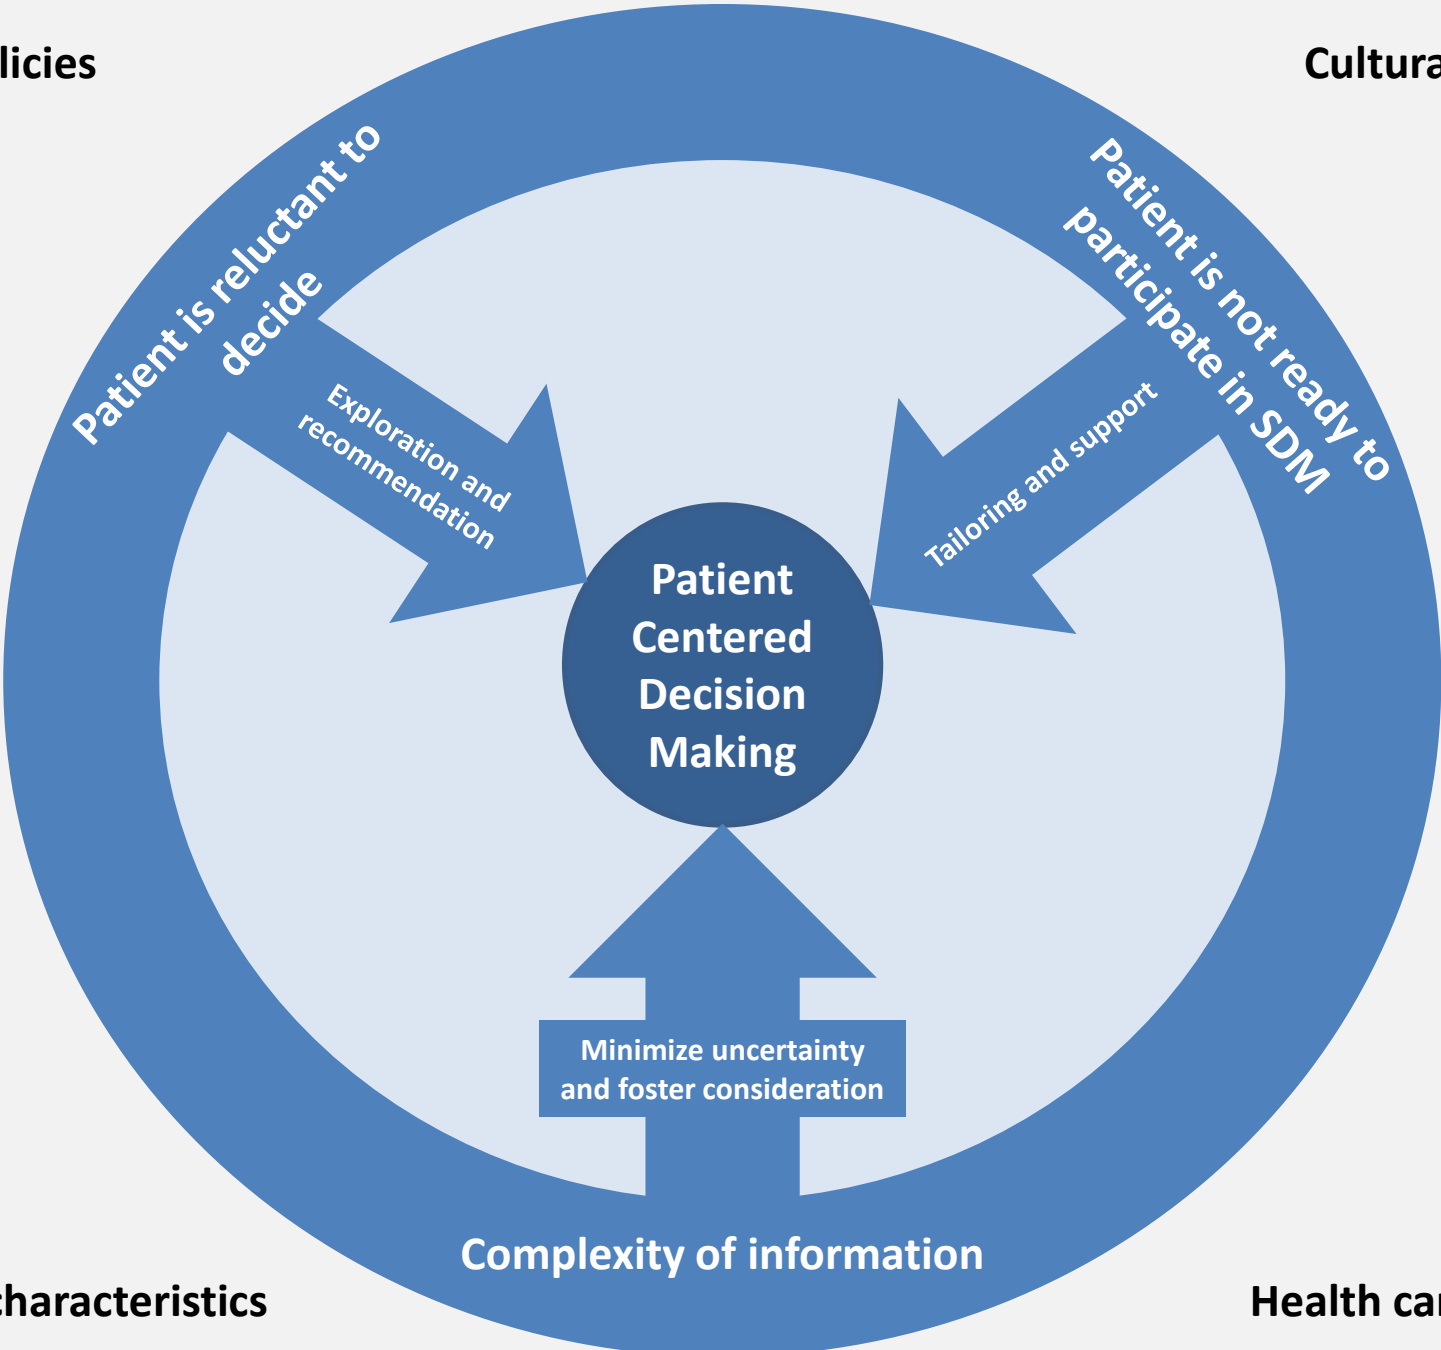 licies
Cultura
Patient is reluctant to
decide
Patient is not ready to
participate in SDM
Exploration and
recommendation
Tailoring and support
Patient
Centered
Decision
Making
Minimize uncertainty
and foster consideration
Complexity of information
characteristics
Health car